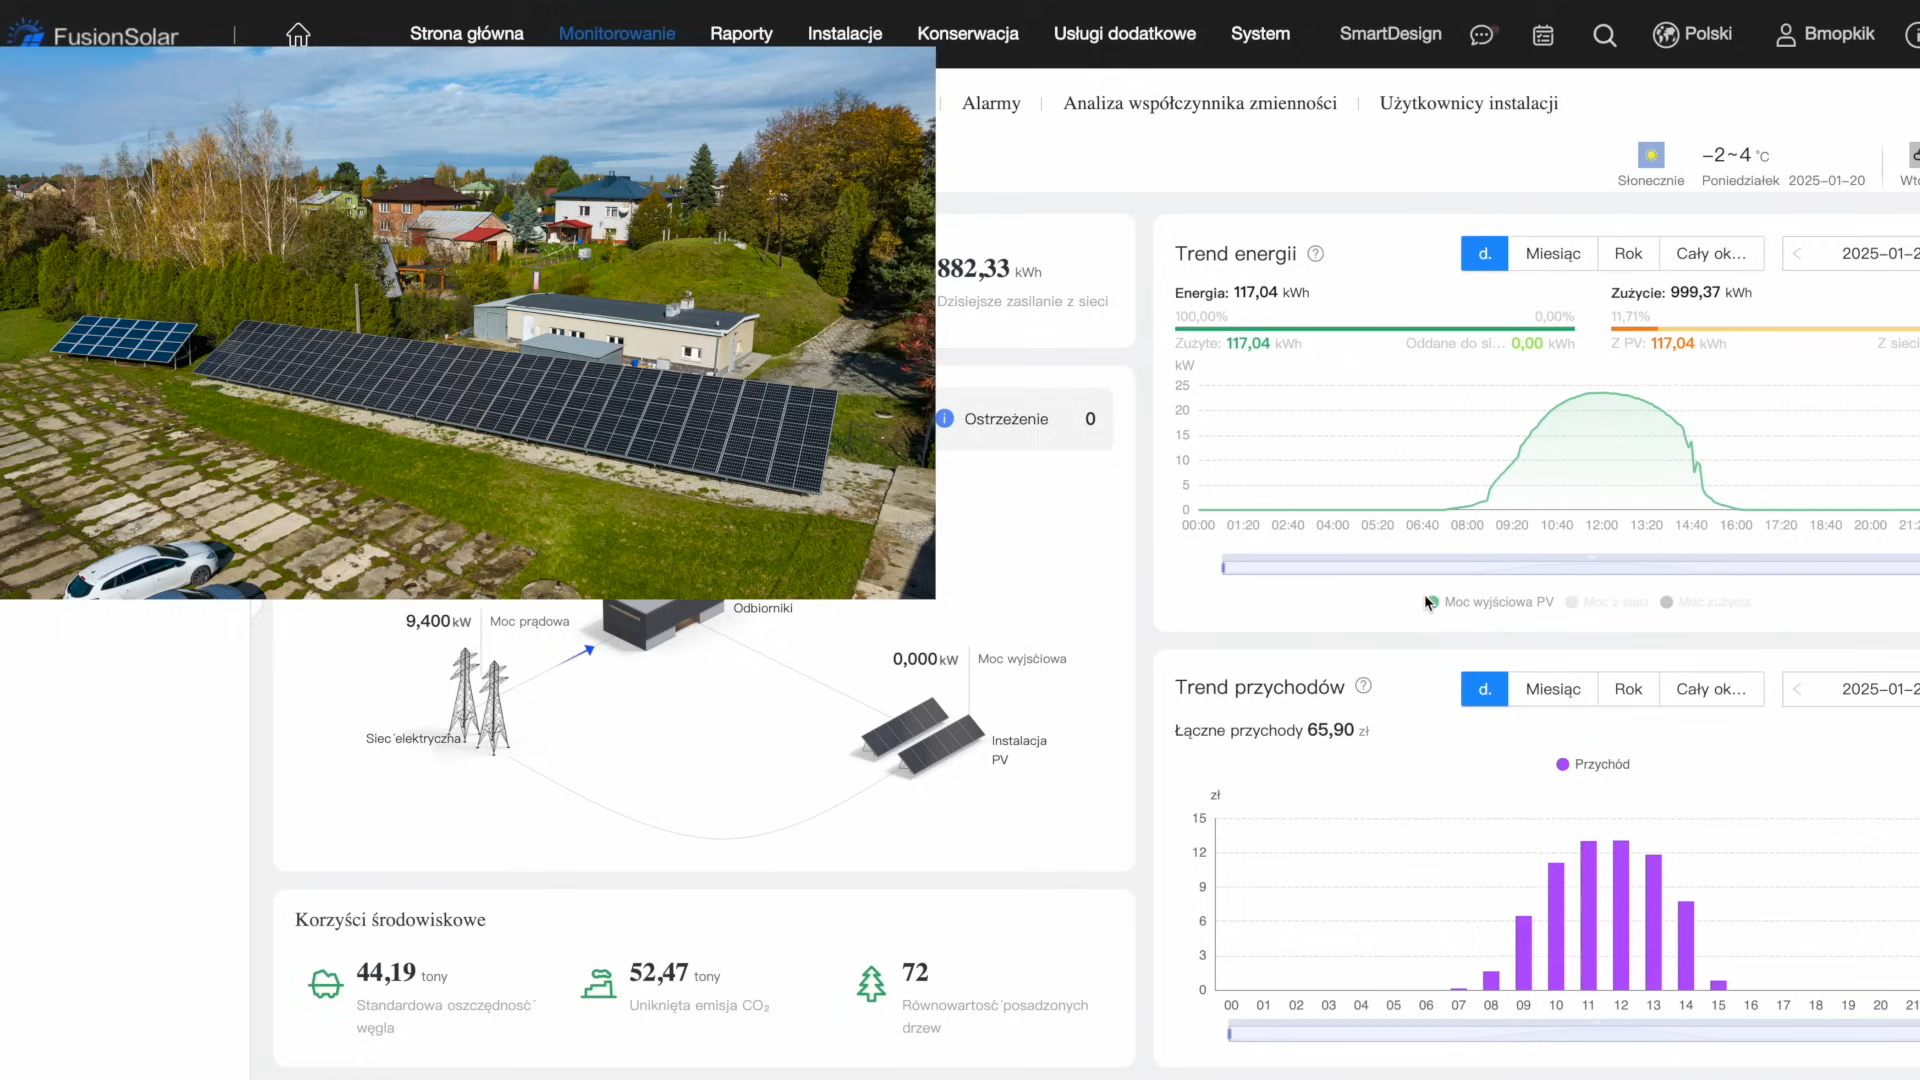 FusionSolar
Strona główna
Monitorowanie
Raporty
Instalacje
Konserwacja
Usługi dodatkowe
System
SmartDesign
Polski
Bmopkik
Alarmy
Analiza współczynnika zmienności
Użytkownicy instalacji
–2~4 °C
Słonecznie
Poniedziałek 2025–01–20
882,33 kWh
Dzisiejsze zasilanie z sieci
Ostrzeżenie 0
9,400 kW
Moc prądowa
Odbiorniki
0,000 kW
Moc wyjściowa
Siec´elektryczna
Instalacja
PV
Korzyści środowiskowe
44,19 tony
Standardowa oszczędnosć´
węgla
52,47 tony
Uniknięta emisja CO₂
72
Równowartosć´posadzonych
drzew
Trend energii
d.
Miesiąc
Rok
Cały ok...
Energia: 117,04 kWh
100,00% 0,00%
Zużyte: 117,04 kWh
Oddane do si... 0,00 kWh
Zużycie: 999,37 kWh
11,71%
Z PV: 117,04 kWh
Z sieci
kW
25
20
15
10
5
0
00:00 01:20 02:40 04:00 05:20 06:40 08:00 09:20 10:40 12:00 13:20 14:40 16:00 17:20 18:40 20:00
Moc wyjściowa PV
Moc z sieci
Moc zużycia
Trend przychodów
d.
Miesiąc
Rok
Cały ok...
Łączne przychody 65,90 zł
Przychód
zł
15
12
9
6
3
0
00 01 02 03 04 05 06 07 08 09 10 11 12 13 14 15 16 17 18 19 20 21